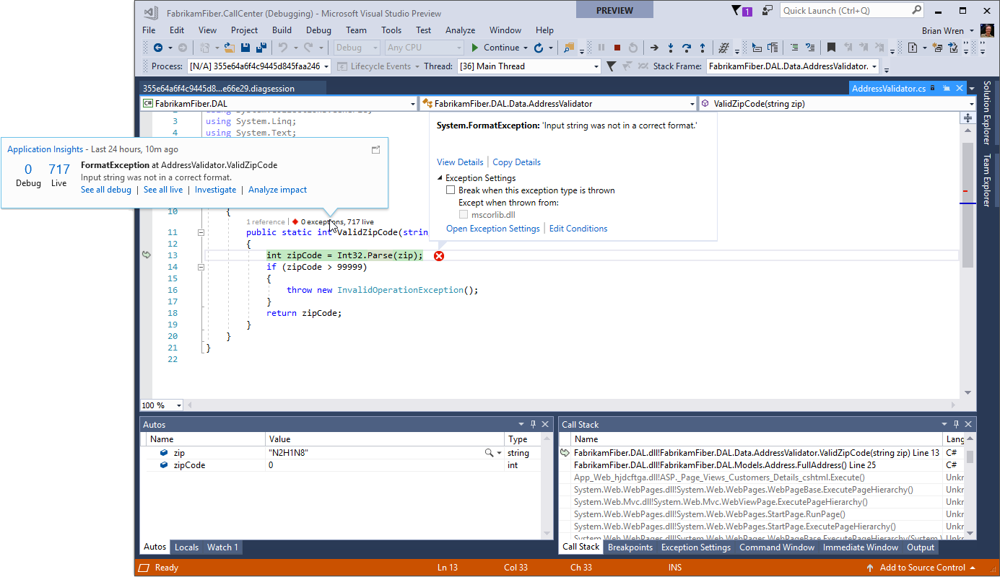 FabrikamFiber.CallCenter (Debugging) - Microsoft Visual Studio Preview
PREVIEW
1
Quick Launch (Ctrl+Q)
File Edit View Project Build Debug Team Tools Test Analyze Window Help
Brian Wren
Debug Any CPU Continue
Process: [N/A] 355e64a6f4c9445d845faa246 Lifecycle Events Thread: [36] Main Thread Stack Frame: FabrikamFiber.DAL.Data.AddressValidator.
355e64a6f4c9445d8...e66e29.diagsession
AddressValidator.cs
FabrikamFiber.DAL
FabrikamFiber.DAL.Data.AddressValidator
ValidZipCode(string zip)
Solution Explorer
Team Explorer
3 using System.Linq;
4 using System.Text;
System.FormatException: 'Input string was not in a correct format.'
View Details Copy Details
Exception Settings
Break when this exception type is thrown
Except when thrown from:
mscorlib.dll
Open Exception Settings Edit Conditions
Application Insights - Last 24 hours, 10m ago
0 717
Debug Live
FormatException at AddressValidator.ValidZipCode
Input string was not in a correct format.
See all debug | See all live | Investigate | Analyze impact
10 {
1 reference | 0 exceptions, 717 live
11 public static int ValidZipCode(strin
12 {
13 int zipCode = Int32.Parse(zip);
14 if (zipCode > 99999)
15 {
16 throw new InvalidOperationException();
17 }
18 return zipCode;
19 }
20 }
21 }
22
100 %
Autos
Name Value Type
zip "N2H1N8" string
zipCode 0 int
Autos Locals Watch 1
Call Stack
Name Lang
FabrikamFiber.DAL.dll!FabrikamFiber.DAL.Data.AddressValidator.ValidZipCode(string zip) Line 13 C#
FabrikamFiber.DAL.dll!FabrikamFiber.DAL.Models.Address.FullAddress() Line 25 C#
App_Web_hjdcftga.dll!ASP._Page_Views_Customers_Details_cshtml.Execute() Unkr
System.Web.WebPages.dll!System.Web.WebPages.WebPageBase.ExecutePageHierarchy() Unkr
System.Web.Mvc.dll!System.Web.Mvc.WebViewPage.ExecutePageHierarchy() Unkr
System.Web.WebPages.dll!System.Web.WebPages.StartPage.RunPage() Unkr
System.Web.WebPages.dll!System.Web.WebPages.StartPage.ExecutePageHierarchy() Unkr
System.Web.WebPages.dll!System.Web.WebPages.WebPageBase.ExecutePageHierarchy(System.V Unkr
Call Stack Breakpoints Exception Settings Command Window Immediate Window Output
Ready Ln 13 Col 33 Ch 33 INS Add to Source Control